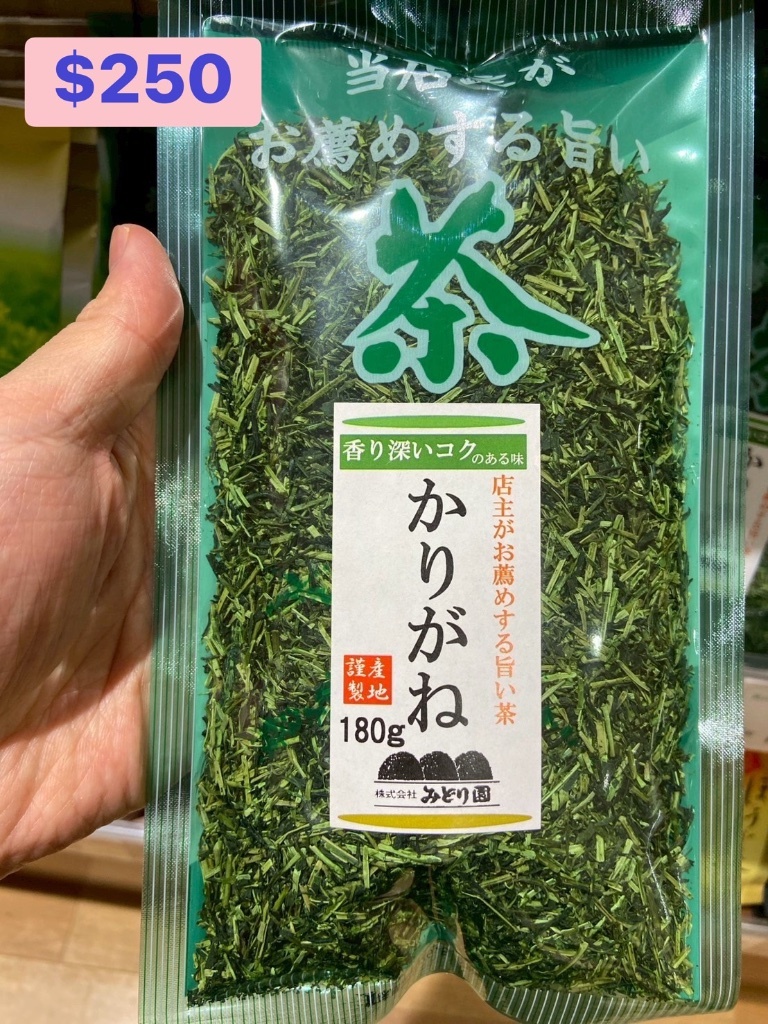 $250
当店主が
お薦めする旨い
茶
香り深いコクのある味
店主がお薦めする旨い茶
かりがね
産地
謹製
180g
株式会社 みどり園